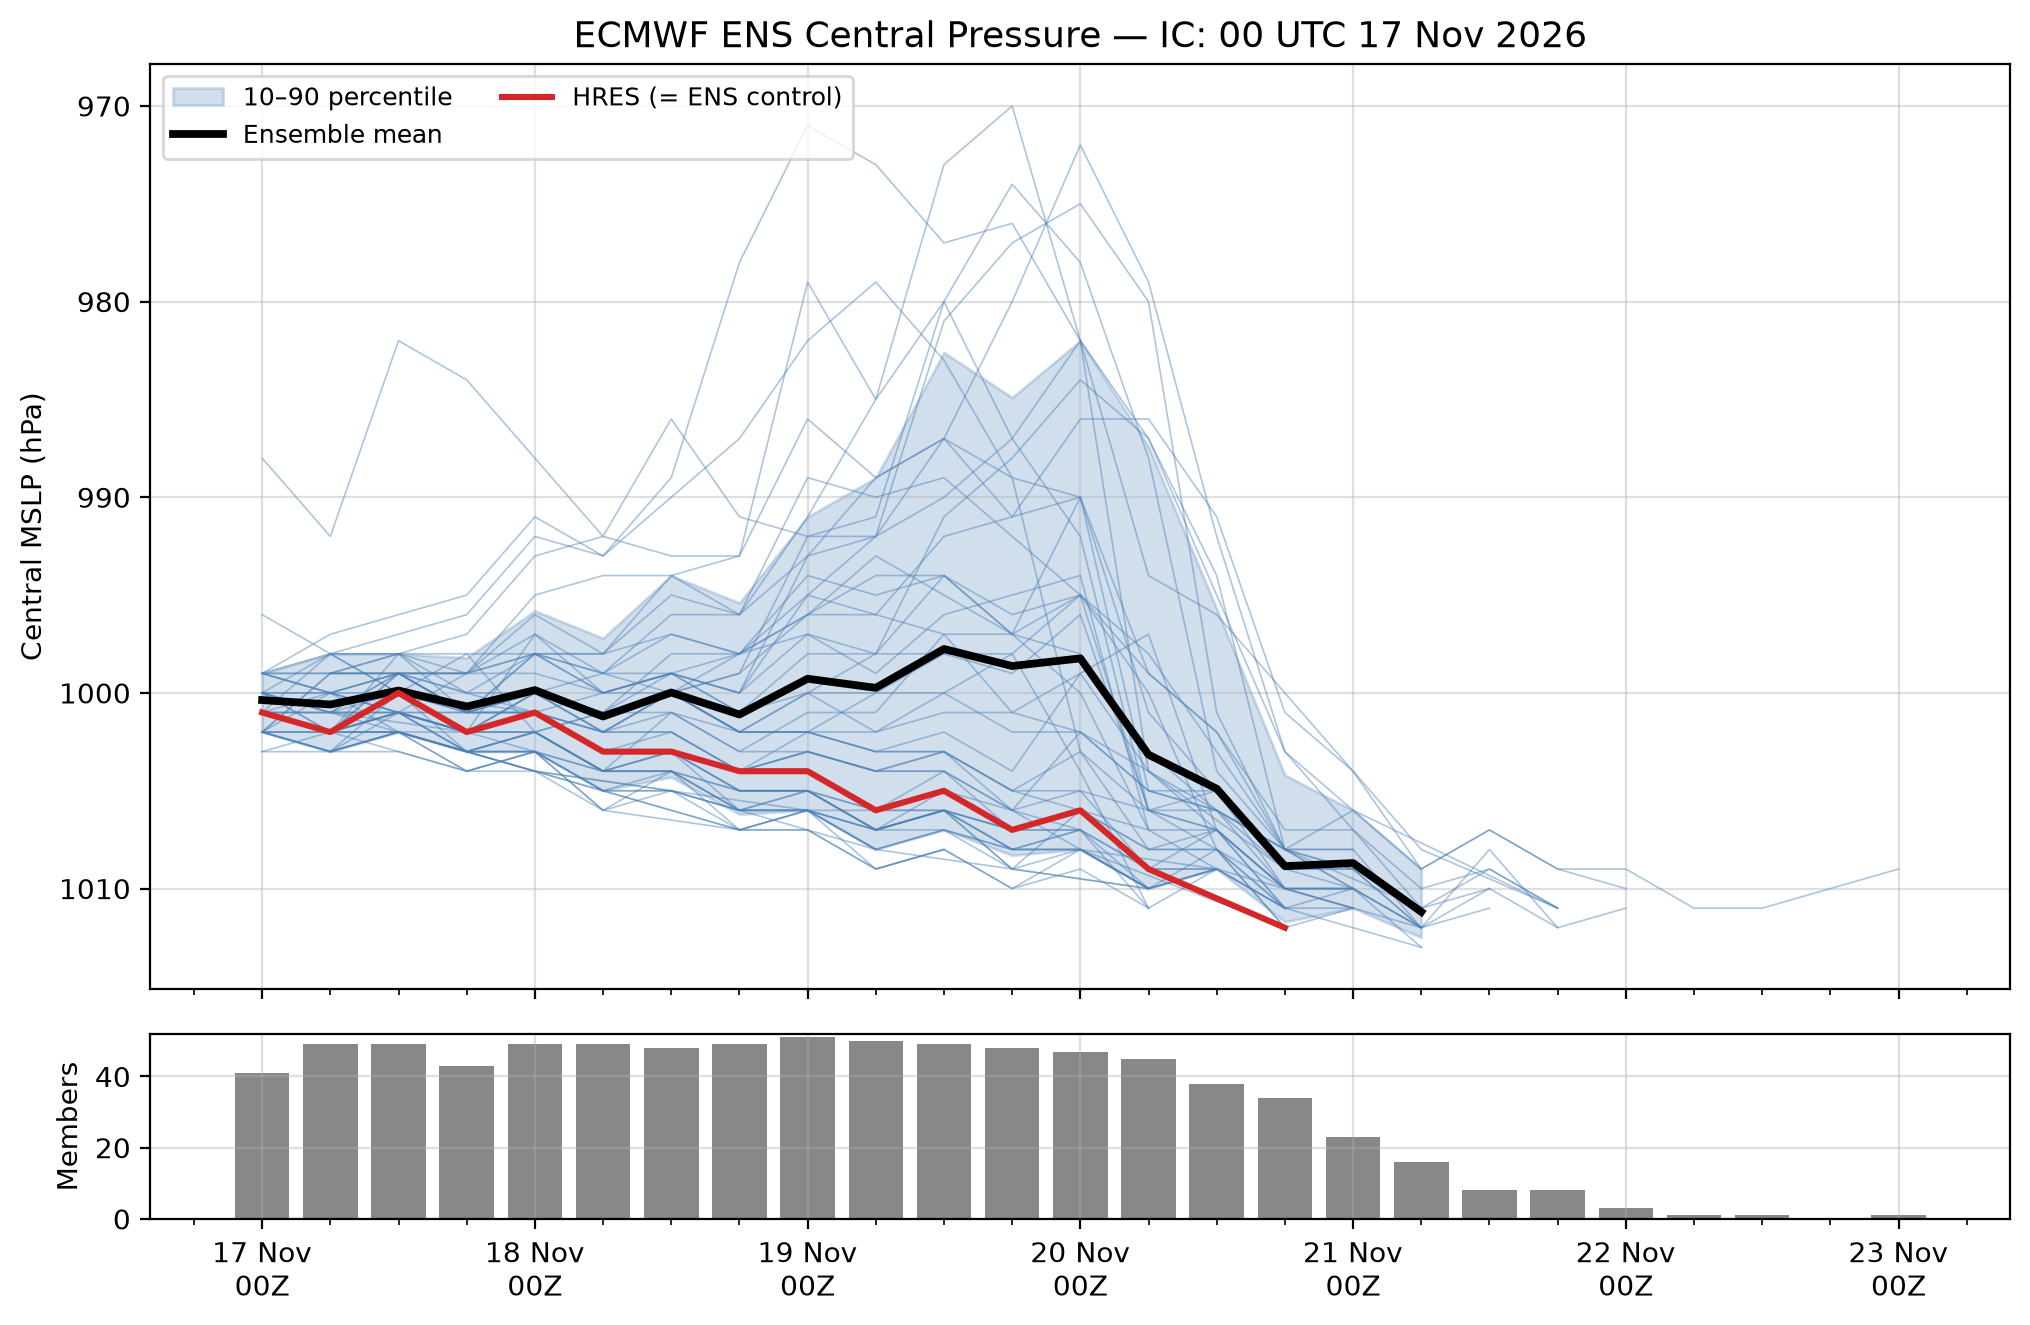 ECMWF ENS Central Pressure — IC: 00 UTC 17 Nov 2026
10–90 percentile
Ensemble mean
HRES (= ENS control)
Central MSLP (hPa)
970
980
990
1000
1010
Members
40
20
0
17 Nov
00Z
18 Nov
00Z
19 Nov
00Z
20 Nov
00Z
21 Nov
00Z
22 Nov
00Z
23 Nov
00Z